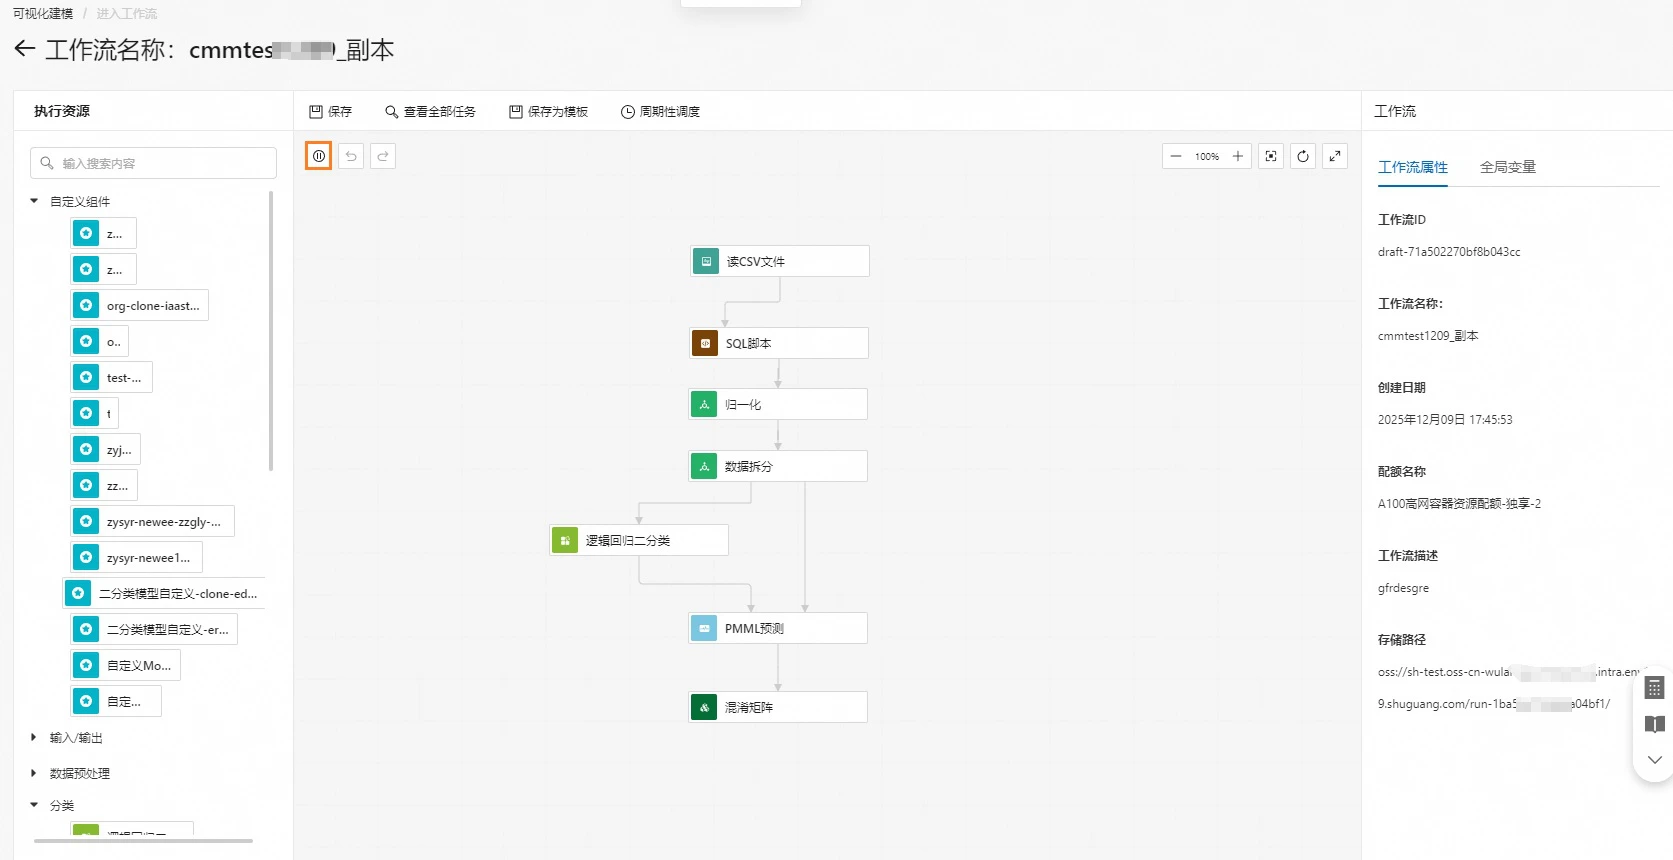 可视化建模 / 进入工作流
工作流名称：cmmtes_副本
执行资源
保存
查看全部任务
保存为模板
周期性调度
工作流
输入搜索内容
100%
工作流属性
全局变量
自定义组件
z...
z...
org-clone-iaast...
o..
test-...
t
zyj...
zz...
zysyr-newee-zzgly-...
zysyr-newee1...
二分类模型自定义-clone-ed...
二分类模型自定义-er...
自定义Mo...
自定...
输入/输出
数据预处理
分类
读CSV文件
SQL脚本
归一化
数据拆分
逻辑回归二分类
PMML预测
混淆矩阵
工作流ID
draft-71a502270bf8b043cc
工作流名称：
cmmtest1209_副本
创建日期
2025年12月09日 17:45:53
配额名称
A100高网容器资源配额-独享-2
工作流描述
gfrdesgre
存储路径
oss://sh-test.oss-cn-wula .intra.en
9.shuguang.com/run-1ba5 a04bf1/